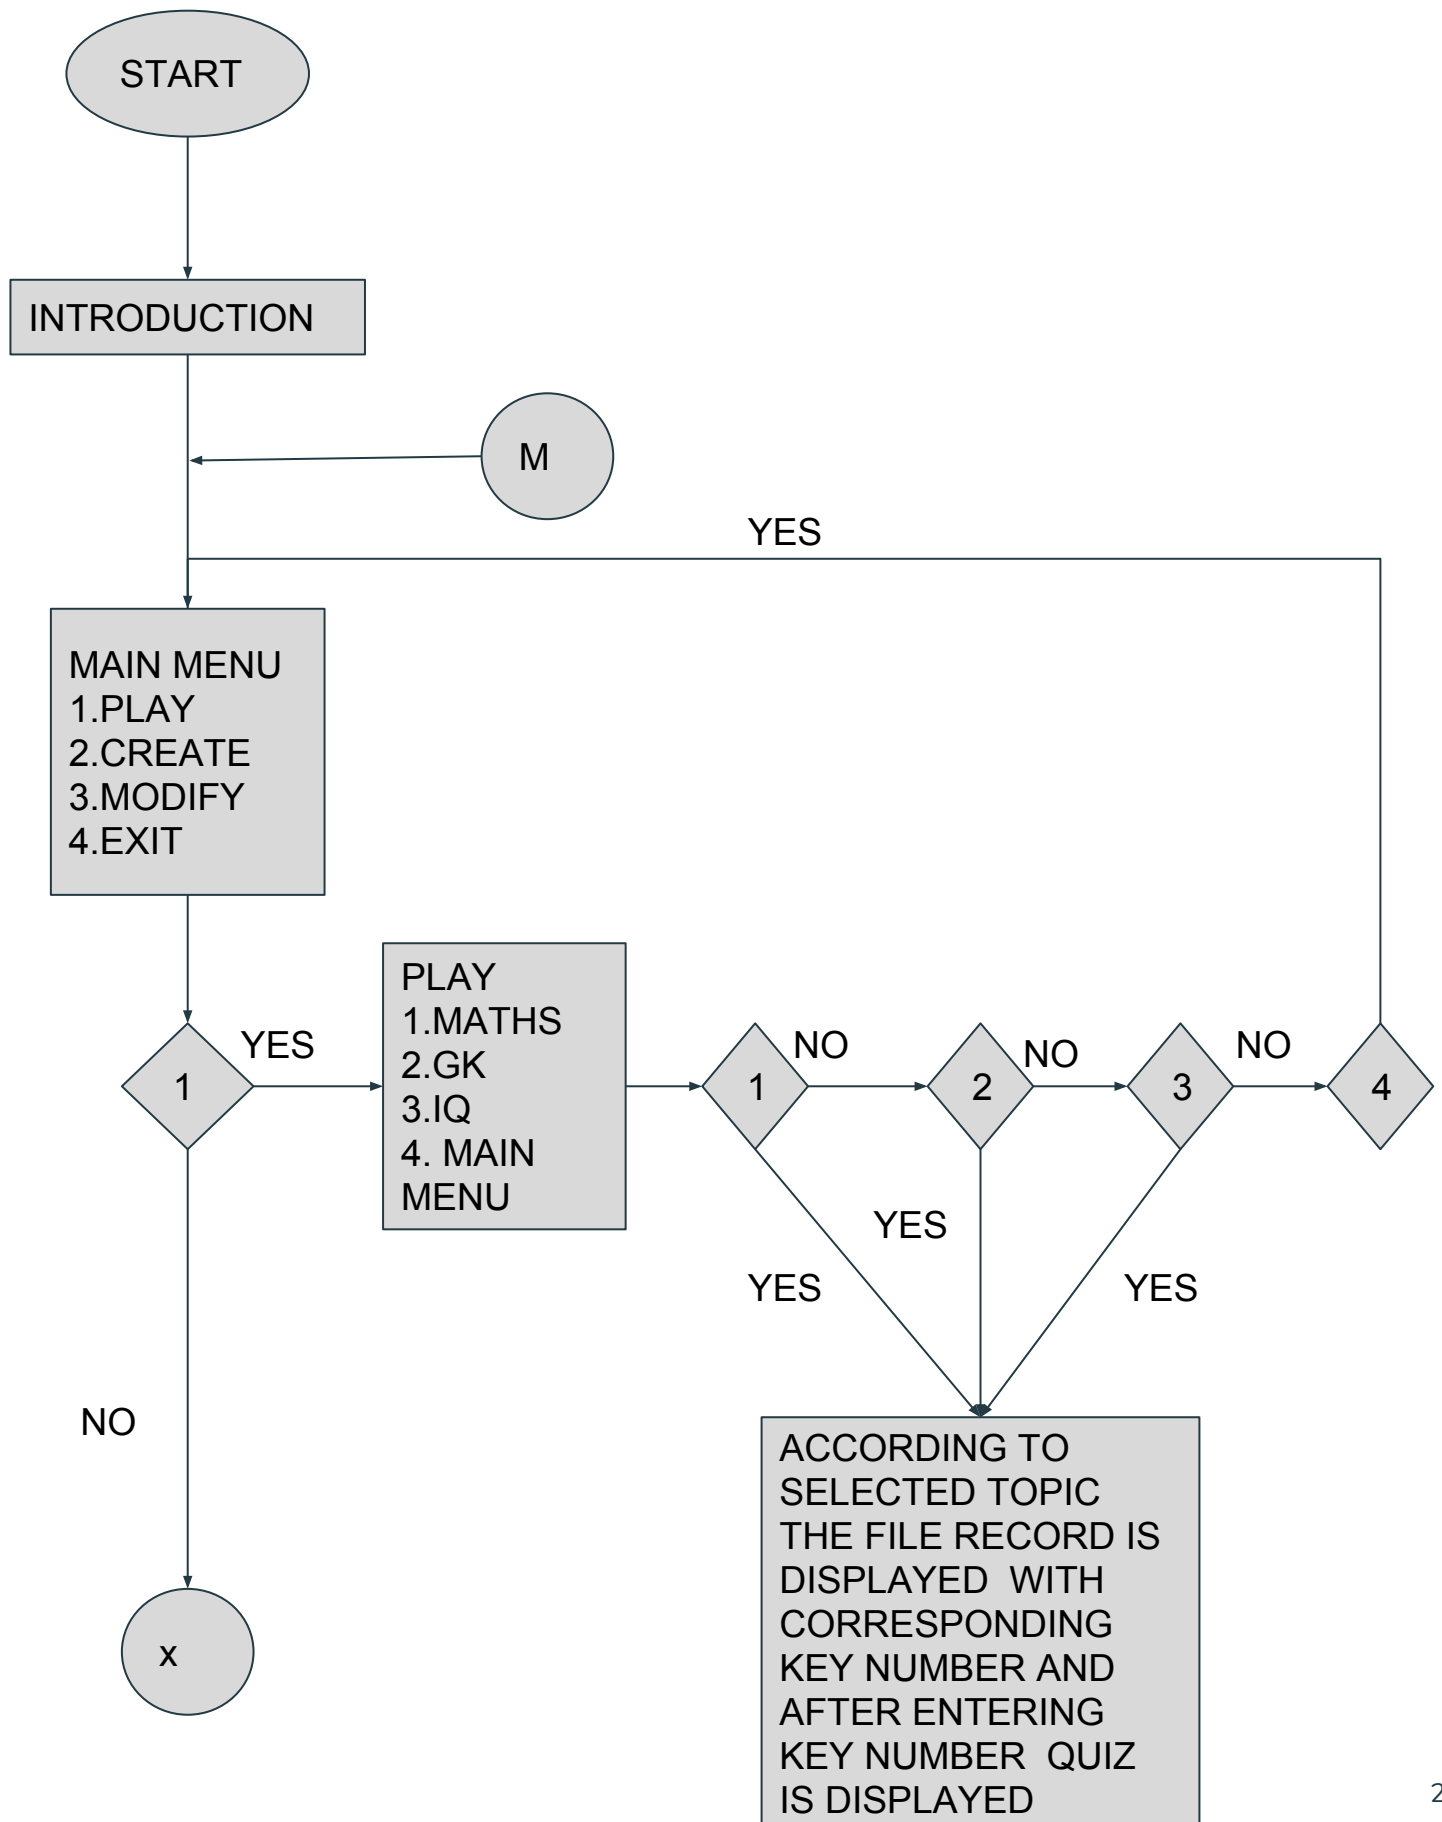 START
INTRODUCTION
M
YES
MAIN MENU
1.PLAY
2.CREATE
3.MODIFY
4.EXIT
1
YES
PLAY
1.MATHS
2.GK
3.IQ
4. MAIN
MENU
1
NO
2
NO
3
NO
4
YES
YES
YES
NO
ACCORDING TO
SELECTED TOPIC
THE FILE RECORD IS
DISPLAYED  WITH
CORRESPONDING
KEY NUMBER AND
AFTER ENTERING
KEY NUMBER  QUIZ
IS DISPLAYED
x
2